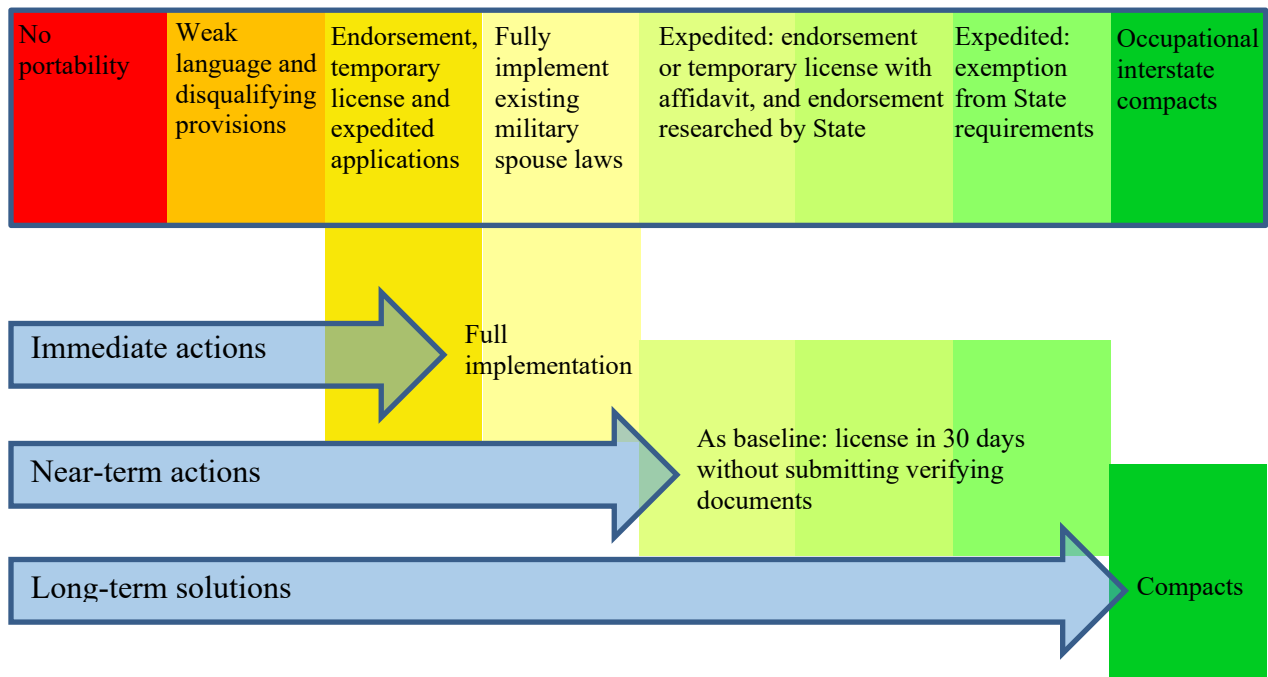 No
portability
Weak
language and
disqualifying
provisions
Endorsement,
temporary
license and
expedited
applications
Fully
implement
existing
military
spouse laws
Expedited: endorsement
or temporary license with
affidavit, and endorsement
researched by State
Expedited:
exemption
from State
requirements
Occupational
interstate
compacts
Immediate actions
Full
implementation
Near-term actions
As baseline: license in 30 days
without submitting verifying
documents
Long-term solutions
Compacts